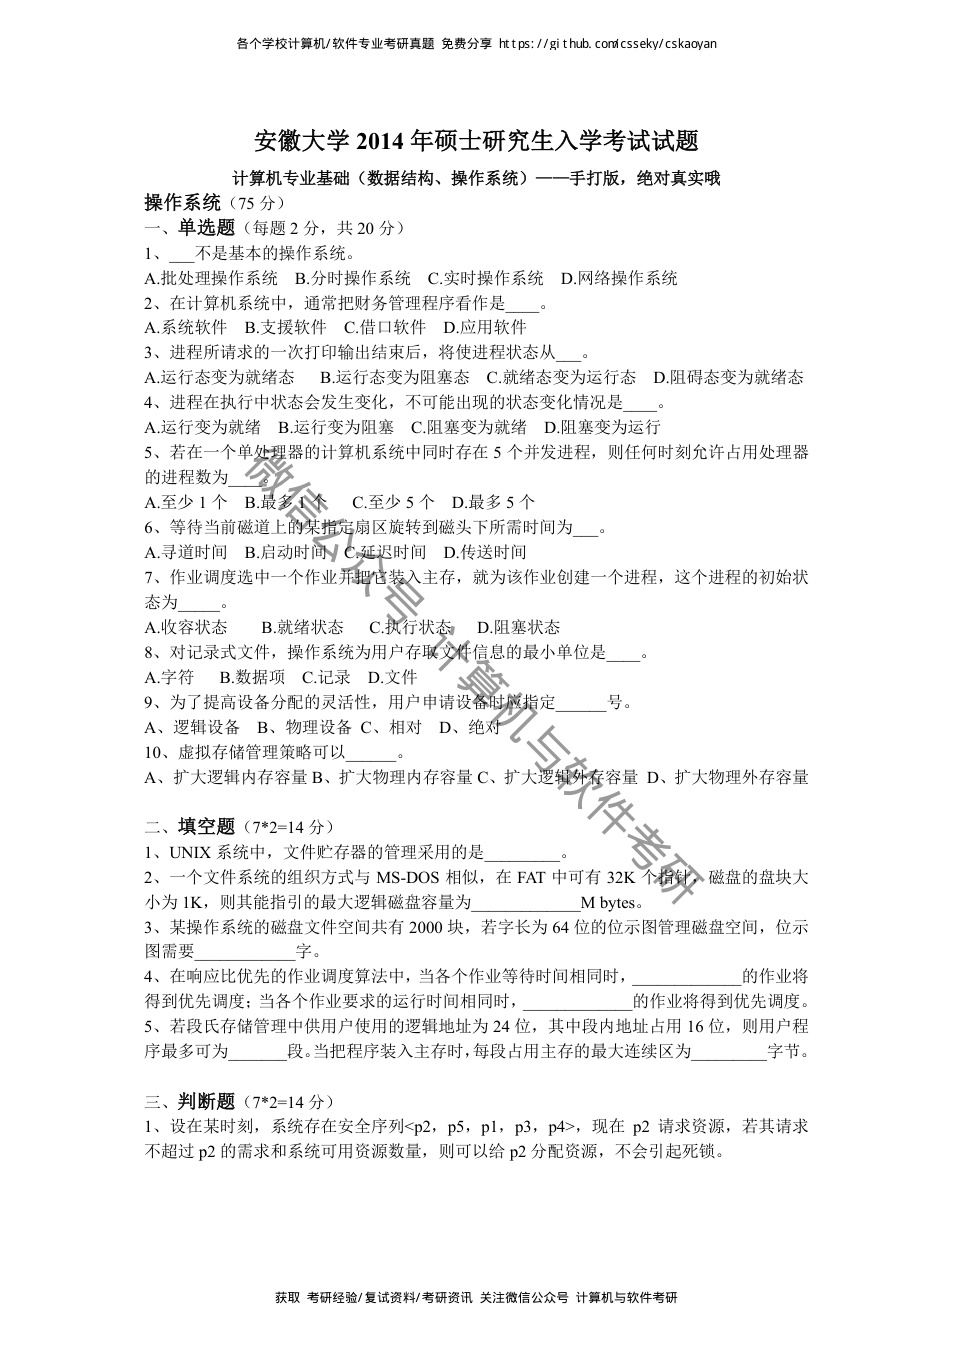 各个学校计算机/软件专业考研真题 免费分享 https://github.com/csseky/cskaoyan
安徽大学 2014 年硕士研究生入学考试试题
计算机专业基础（数据结构、操作系统）——手打版，绝对真实哦
操作系统（75 分）
一、单选题（每题 2 分，共 20 分）
1、___不是基本的操作系统。
A.批处理操作系统 B.分时操作系统 C.实时操作系统 D.网络操作系统
2、在计算机系统中，通常把财务管理程序看作是____。
A.系统软件 B.支援软件 C.借口软件 D.应用软件
3、进程所请求的一次打印输出结束后，将使进程状态从___。
A.运行态变为就绪态 B.运行态变为阻塞态 C.就绪态变为运行态 D.阻碍态变为就绪态
4、进程在执行中状态会发生变化，不可能出现的状态变化情况是____。
A.运行变为就绪 B.运行变为阻塞 C.阻塞变为就绪 D.阻塞变为运行
5、若在一个单处理器的计算机系统中同时存在 5 个并发进程，则任何时刻允许占用处理器
的进程数为____。
A.至少 1 个 B.最多 1 个 C.至少 5 个 D.最多 5 个
6、等待当前磁道上的某指定扇区旋转到磁头下所需时间为___。
A.寻道时间 B.启动时间 C.延迟时间 D.传送时间
7、作业调度选中一个作业并把它装入主存，就为该作业创建一个进程，这个进程的初始状
态为_____。
A.收容状态 B.就绪状态 C.执行状态 D.阻塞状态
8、对记录式文件，操作系统为用户存取文件信息的最小单位是____。
A.字符 B.数据项 C.记录 D.文件
9、为了提高设备分配的灵活性，用户申请设备时应指定______号。
A、逻辑设备 B、物理设备 C、相对 D、绝对
10、虚拟存储管理策略可以______。
A、扩大逻辑内存容量 B、扩大物理内存容量 C、扩大逻辑外存容量 D、扩大物理外存容量
二、填空题（7*2=14 分）
1、UNIX 系统中，文件贮存器的管理采用的是_________。
2、一个文件系统的组织方式与 MS-DOS 相似，在 FAT 中可有 32K 个指针，磁盘的盘块大
小为 1K，则其能指引的最大逻辑磁盘容量为_____________M bytes。
3、某操作系统的磁盘文件空间共有 2000 块，若字长为 64 位的位示图管理磁盘空间，位示
图需要____________字。
4、在响应比优先的作业调度算法中，当各个作业等待时间相同时，_____________的作业将
得到优先调度；当各个作业要求的运行时间相同时，_____________的作业将得到优先调度。
5、若段氏存储管理中供用户使用的逻辑地址为 24 位，其中段内地址占用 16 位，则用户程
序最多可为_______段。当把程序装入主存时，每段占用主存的最大连续区为_________字节。
三、判断题（7*2=14 分）
1、设在某时刻，系统存在安全序列<p2，p5，p1，p3，p4>，现在 p2 请求资源，若其请求
不超过 p2 的需求和系统可用资源数量，则可以给 p2 分配资源，不会引起死锁。
微信公众号 计算机与软件考研
获取 考研经验/复试资料/考研资讯 关注微信公众号 计算机与软件考研